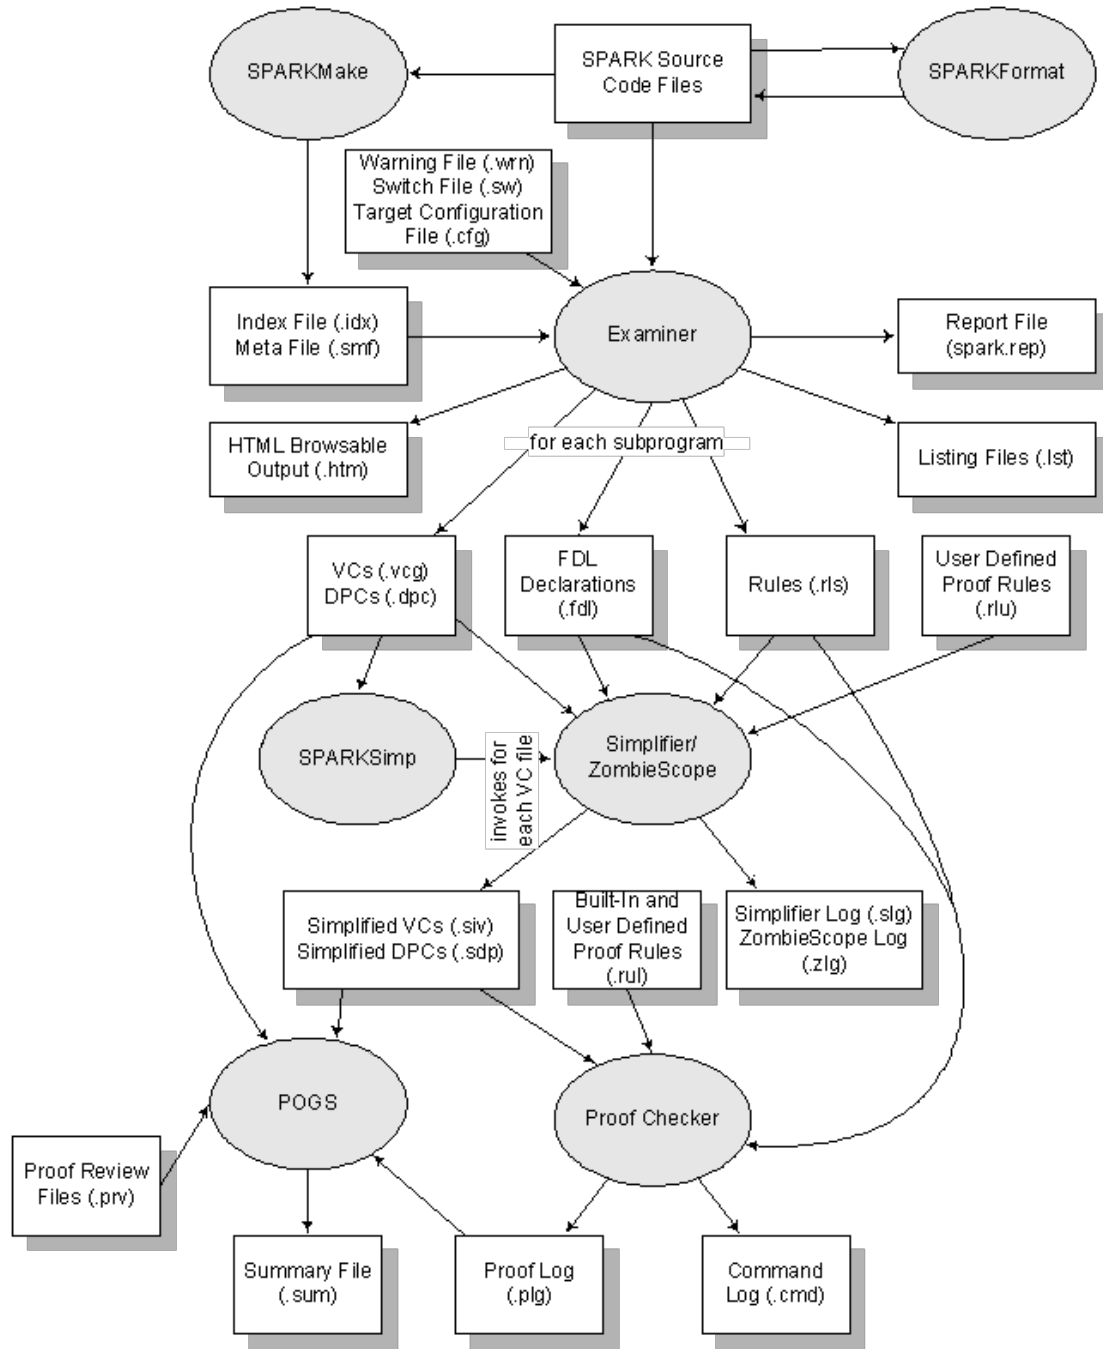 SPARKMake
SPARK Source
Code Files
SPARKFormat
Warning File (.wrn)
Switch File (.sw)
Target Configuration
File (.cfg)
Index File (.idx)
Meta File (.smf)
Examiner
Report File
(spark.rep)
HTML Browsable
Output (.htm)
for each subprogram
Listing Files (.lst)
VCs (.vcg)
DPCs (.dpc)
FDL
Declarations
(.fdl)
Rules (.rls)
User Defined
Proof Rules
(.rlu)
SPARKSimp
invokes for
each VC file
Simplifier/
ZombieScope
Simplified VCs (.siv)
Simplified DPCs (.sdp)
Built-In and
User Defined
Proof Rules
(.rul)
Simplifier Log (.slg)
ZombieScope Log
(.zlg)
POGS
Proof Checker
Proof Review
Files (.prv)
Summary File
(.sum)
Proof Log
(.plg)
Command
Log (.cmd)